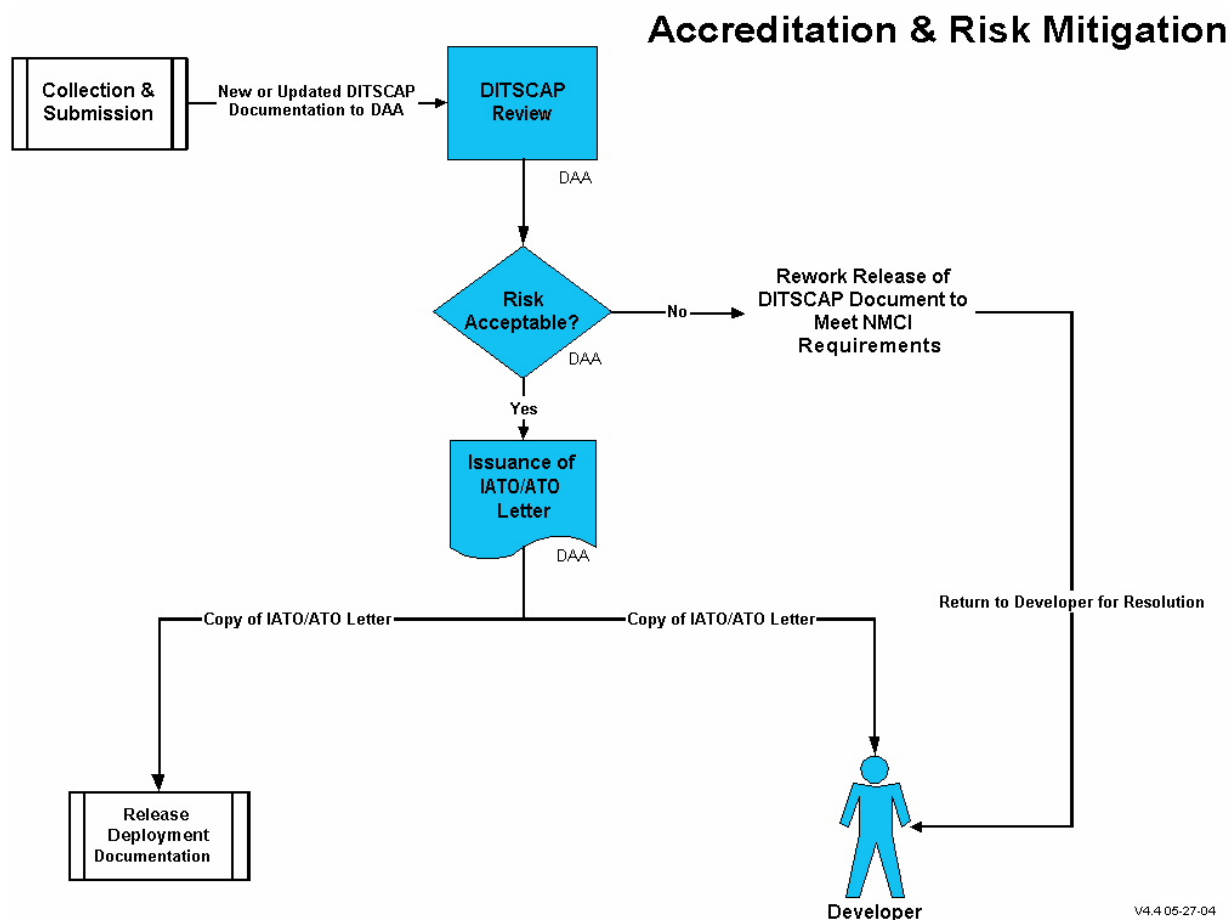 Accreditation & Risk Mitigation
Collection &
Submission
New or Updated DITSCAP
Documentation to DAA
DITSCAP
Review
DAA
Risk
Acceptable?
DAA
No
Rework Release of
DITSCAP Document to
Meet NMCI
Requirements
Yes
Issuance of
IATO/ATO
Letter
DAA
Return to Developer for Resolution
Copy of IATO/ATO Letter
Copy of IATO/ATO Letter
Release
Deployment
Documentation
Developer
V4.4 05-27-04